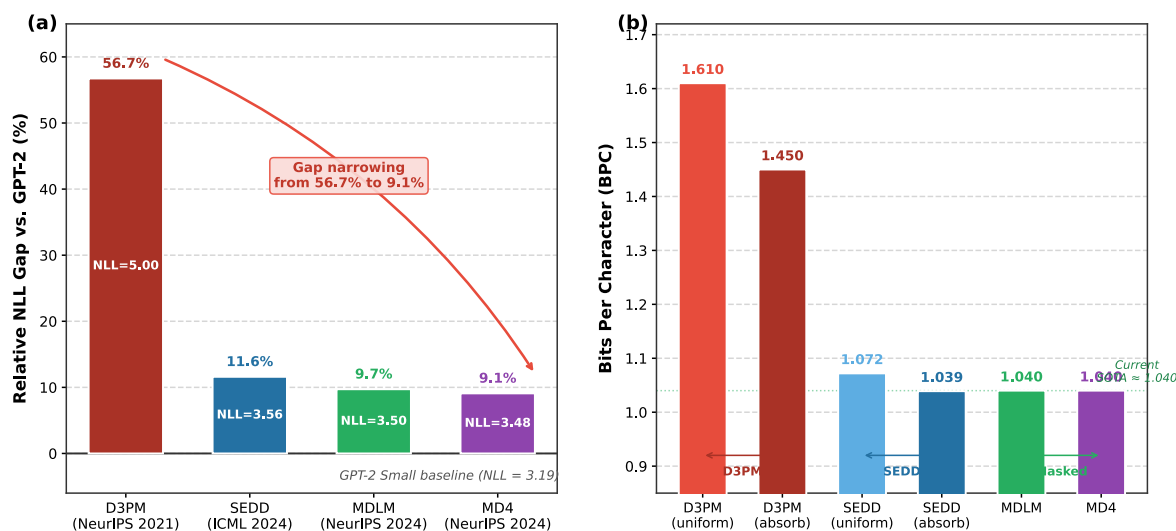 (a)
Relative NLL Gap vs. GPT-2 (%)
60
50
40
30
20
10
0
56.7%
11.6%
9.7%
9.1%
Gap narrowing
from 56.7% to 9.1%
NLL=5.00
NLL=3.56
NLL=3.50
NLL=3.48
GPT-2 Small baseline (NLL = 3.19)
D3PM
(NeurIPS 2021)
SEDD
(ICML 2024)
MDLM
(NeurIPS 2024)
MD4
(NeurIPS 2024)
(b)
Bits Per Character (BPC)
1.7
1.6
1.5
1.4
1.3
1.2
1.1
1.0
0.9
1.610
1.450
1.072
1.039
1.040
1.040
Current
SOTA ≈ 1.040
D3PM
SEDD
Masked
D3PM
(uniform)
D3PM
(absorb)
SEDD
(uniform)
SEDD
(absorb)
MDLM
MD4